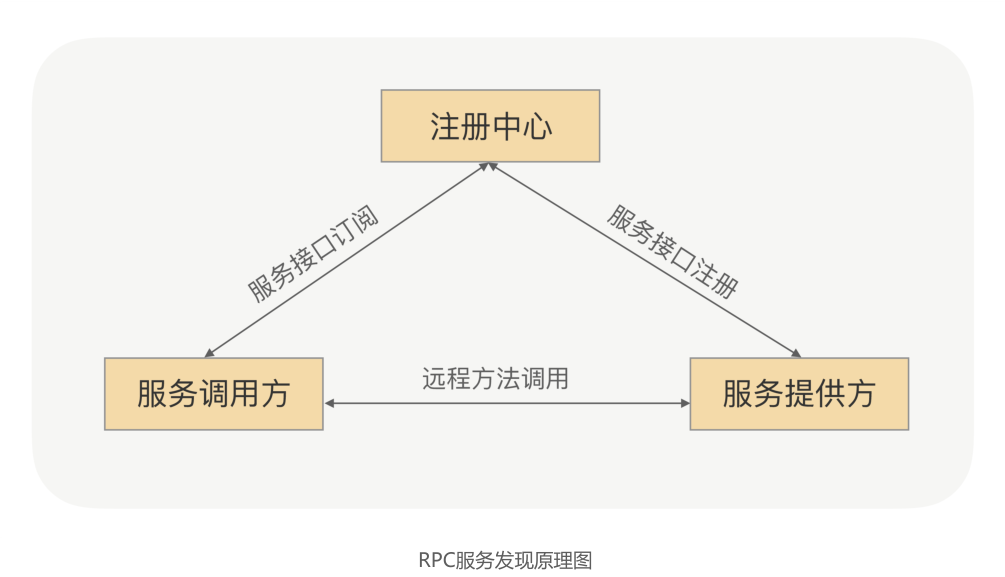 注册中心
服务接口订阅
服务接口注册
服务调用方
远程方法调用
服务提供方
RPC服务发现原理图